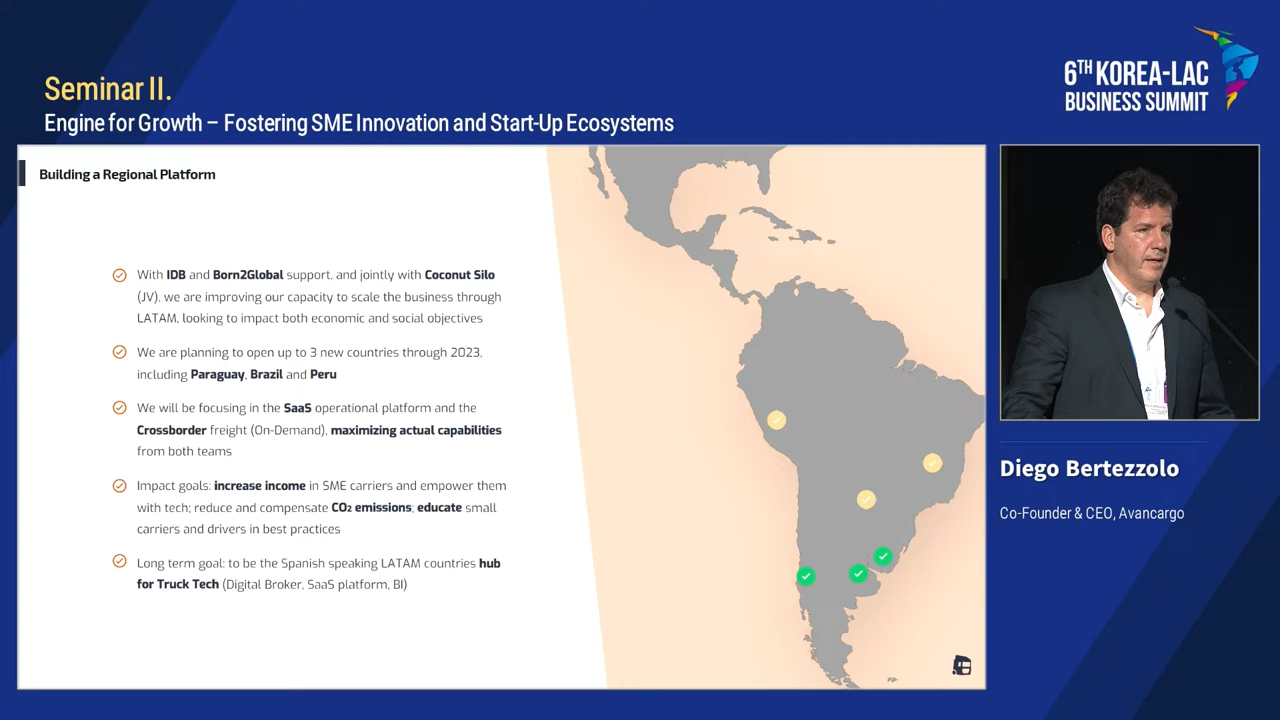 Seminar II.
Engine for Growth – Fostering SME Innovation and Start-Up Ecosystems
6TH KOREA-LAC
BUSINESS SUMMIT
Building a Regional Platform
With IDB and Born2Global support, and jointly with Coconut Silo
(JV), we are improving our capacity to scale the business through
LATAM, looking to impact both economic and social objectives
We are planning to open up to 3 new countries through 2023,
including Paraguay, Brazil and Peru
We will be focusing in the SaaS operational platform and the
Crossborder freight (On-Demand), maximizing actual capabilities
from both teams
Impact goals: increase income in SME carriers and empower them
with tech; reduce and compensate CO₂ emissions; educate small
carriers and drivers in best practices
Long term goal: to be the Spanish speaking LATAM countries hub
for Truck Tech (Digital Broker, SaaS platform, BI)
Diego Bertezzolo
Co-Founder & CEO, Avancargo